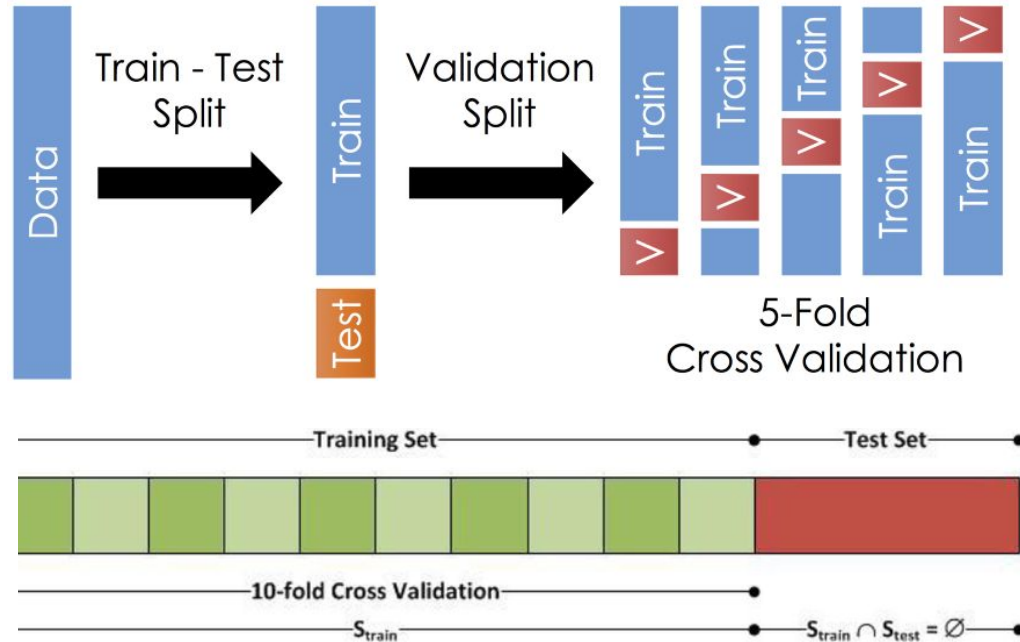 Data
Train - Test
Split
Train
Test
Validation
Split
Train
V
Train
V
Train
V
V
Train
V
Train
5-Fold
Cross Validation
Training Set
Test Set
10-fold Cross Validation
Strain
Strain ∩ Stest = Ø